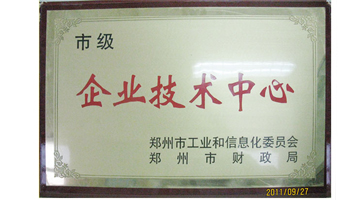 市级
企业技术中心
郑州市工业和信息化委员会
郑州市财政局
2011/09/27